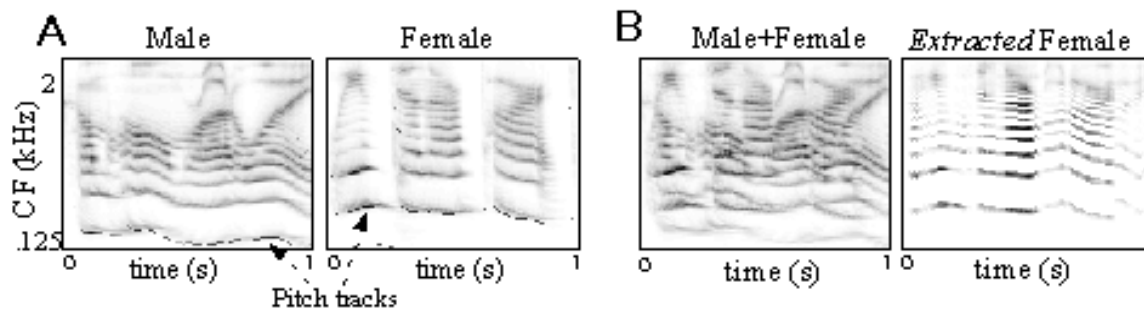 A
Male
Female
B
Male+Female
Extracted Female
CF (kHz)
2
.125
0
time (s)
1
0
time (s)
1
0
time (s)
1
0
time (s)
Pitch tracks